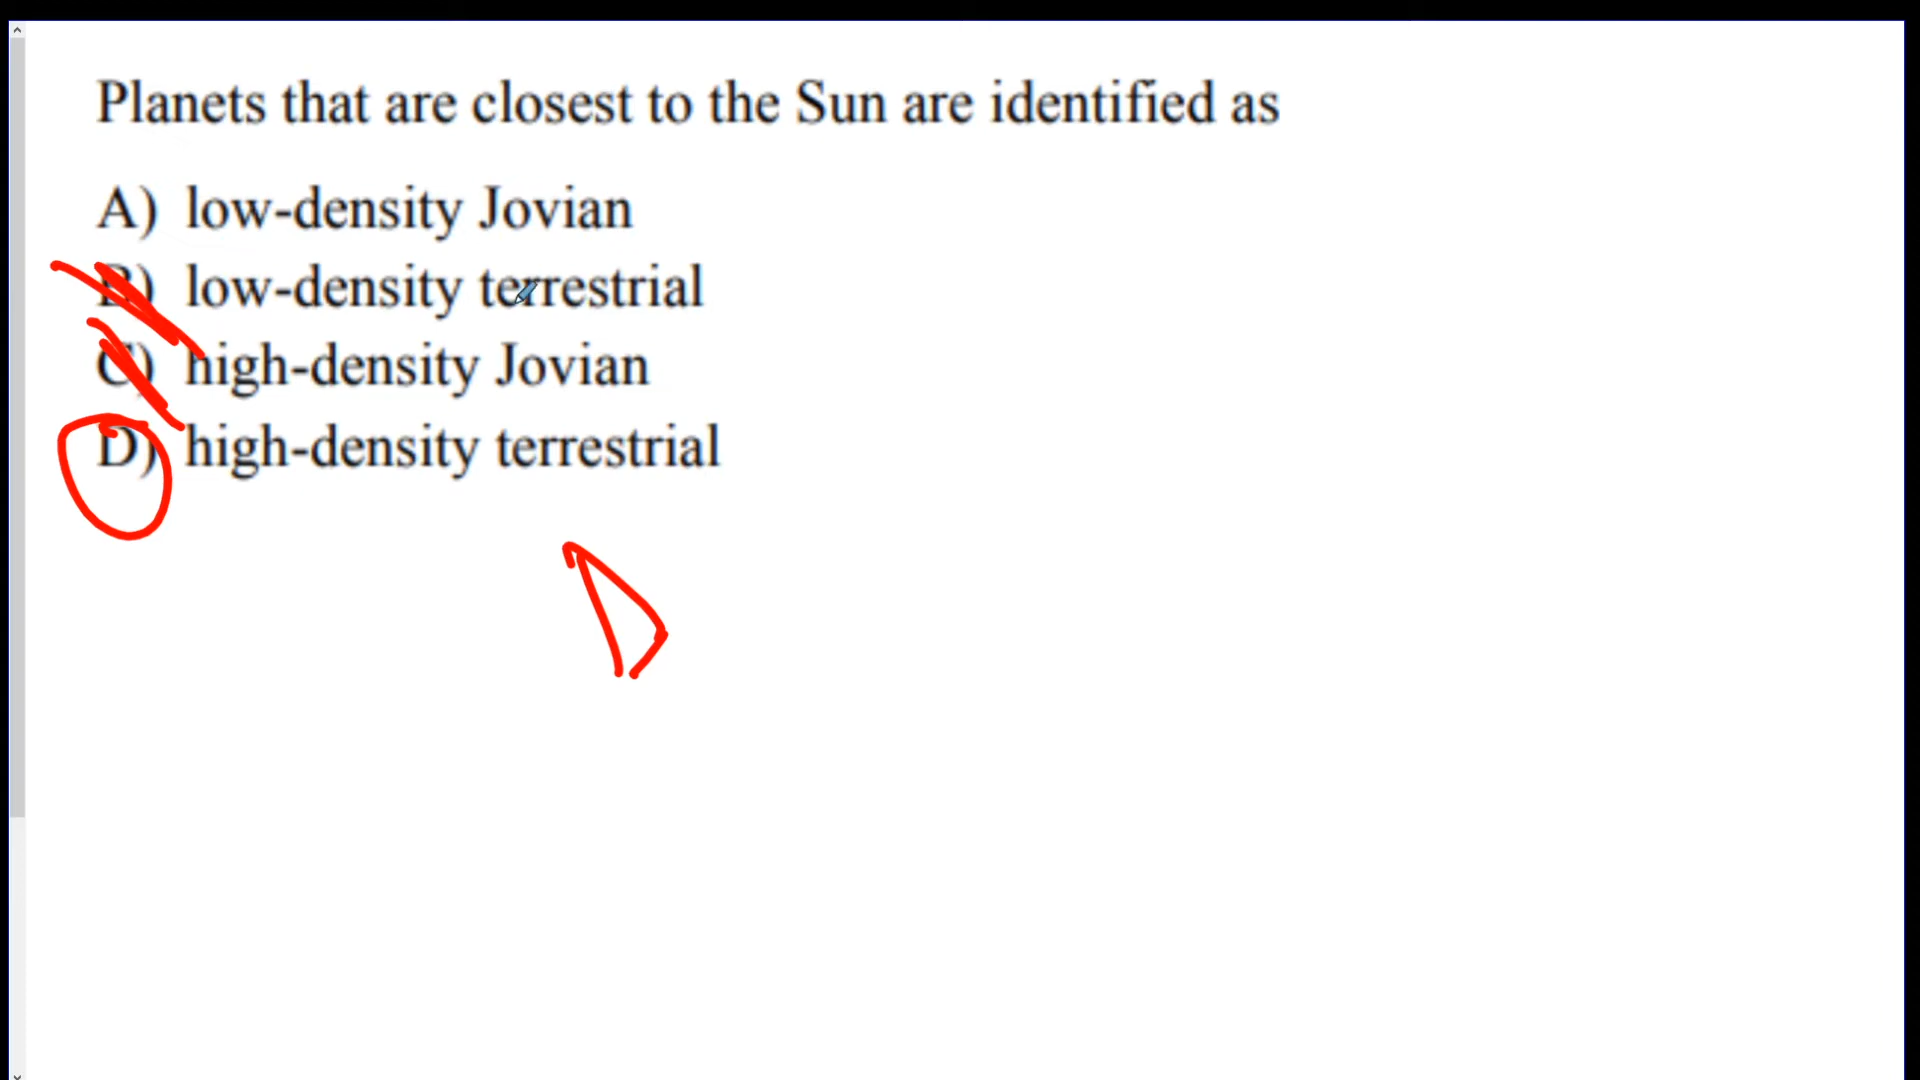 Planets that are closest to the Sun are identified as
A) low-density Jovian
B) low-density terrestrial
C) high-density Jovian
D) high-density terrestrial
D